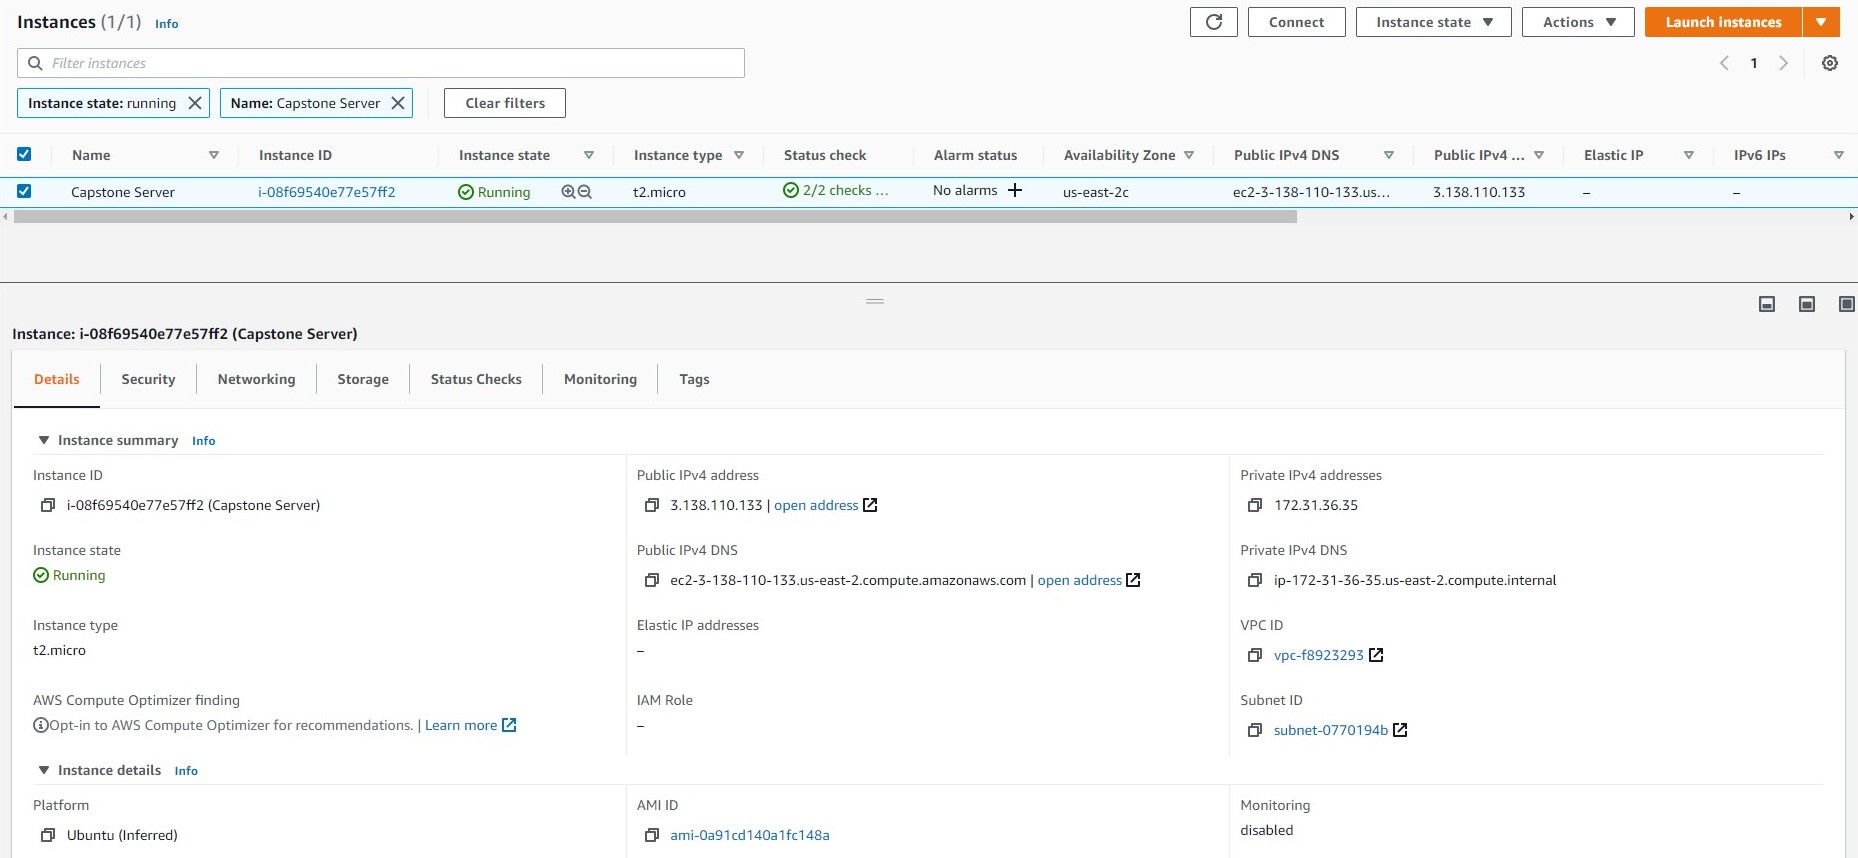 Instances (1/1) Info
Connect
Instance state
Actions
Launch instances
Filter instances
1
Instance state: running
Name: Capstone Server
Clear filters
Name Instance ID Instance state Instance type Status check Alarm status Availability Zone Public IPv4 DNS Public IPv4 ... Elastic IP IPv6 IPs
Capstone Server i-08f69540e77e57ff2 Running t2.micro 2/2 checks ... No alarms + us-east-2c ec2-3-138-110-133.us... 3.138.110.133 – –
Instance: i-08f69540e77e57ff2 (Capstone Server)
Details Security Networking Storage Status Checks Monitoring Tags
Instance summary Info
Instance ID
i-08f69540e77e57ff2 (Capstone Server)
Public IPv4 address
3.138.110.133 | open address
Private IPv4 addresses
172.31.36.35
Instance state
Running
Public IPv4 DNS
ec2-3-138-110-133.us-east-2.compute.amazonaws.com | open address
Private IPv4 DNS
ip-172-31-36-35.us-east-2.compute.internal
Instance type
t2.micro
Elastic IP addresses
–
VPC ID
vpc-f8923293
AWS Compute Optimizer finding
Opt-in to AWS Compute Optimizer for recommendations. | Learn more
IAM Role
–
Subnet ID
subnet-0770194b
Instance details Info
Platform
Ubuntu (Inferred)
AMI ID
ami-0a91cd140a1fc148a
Monitoring
disabled